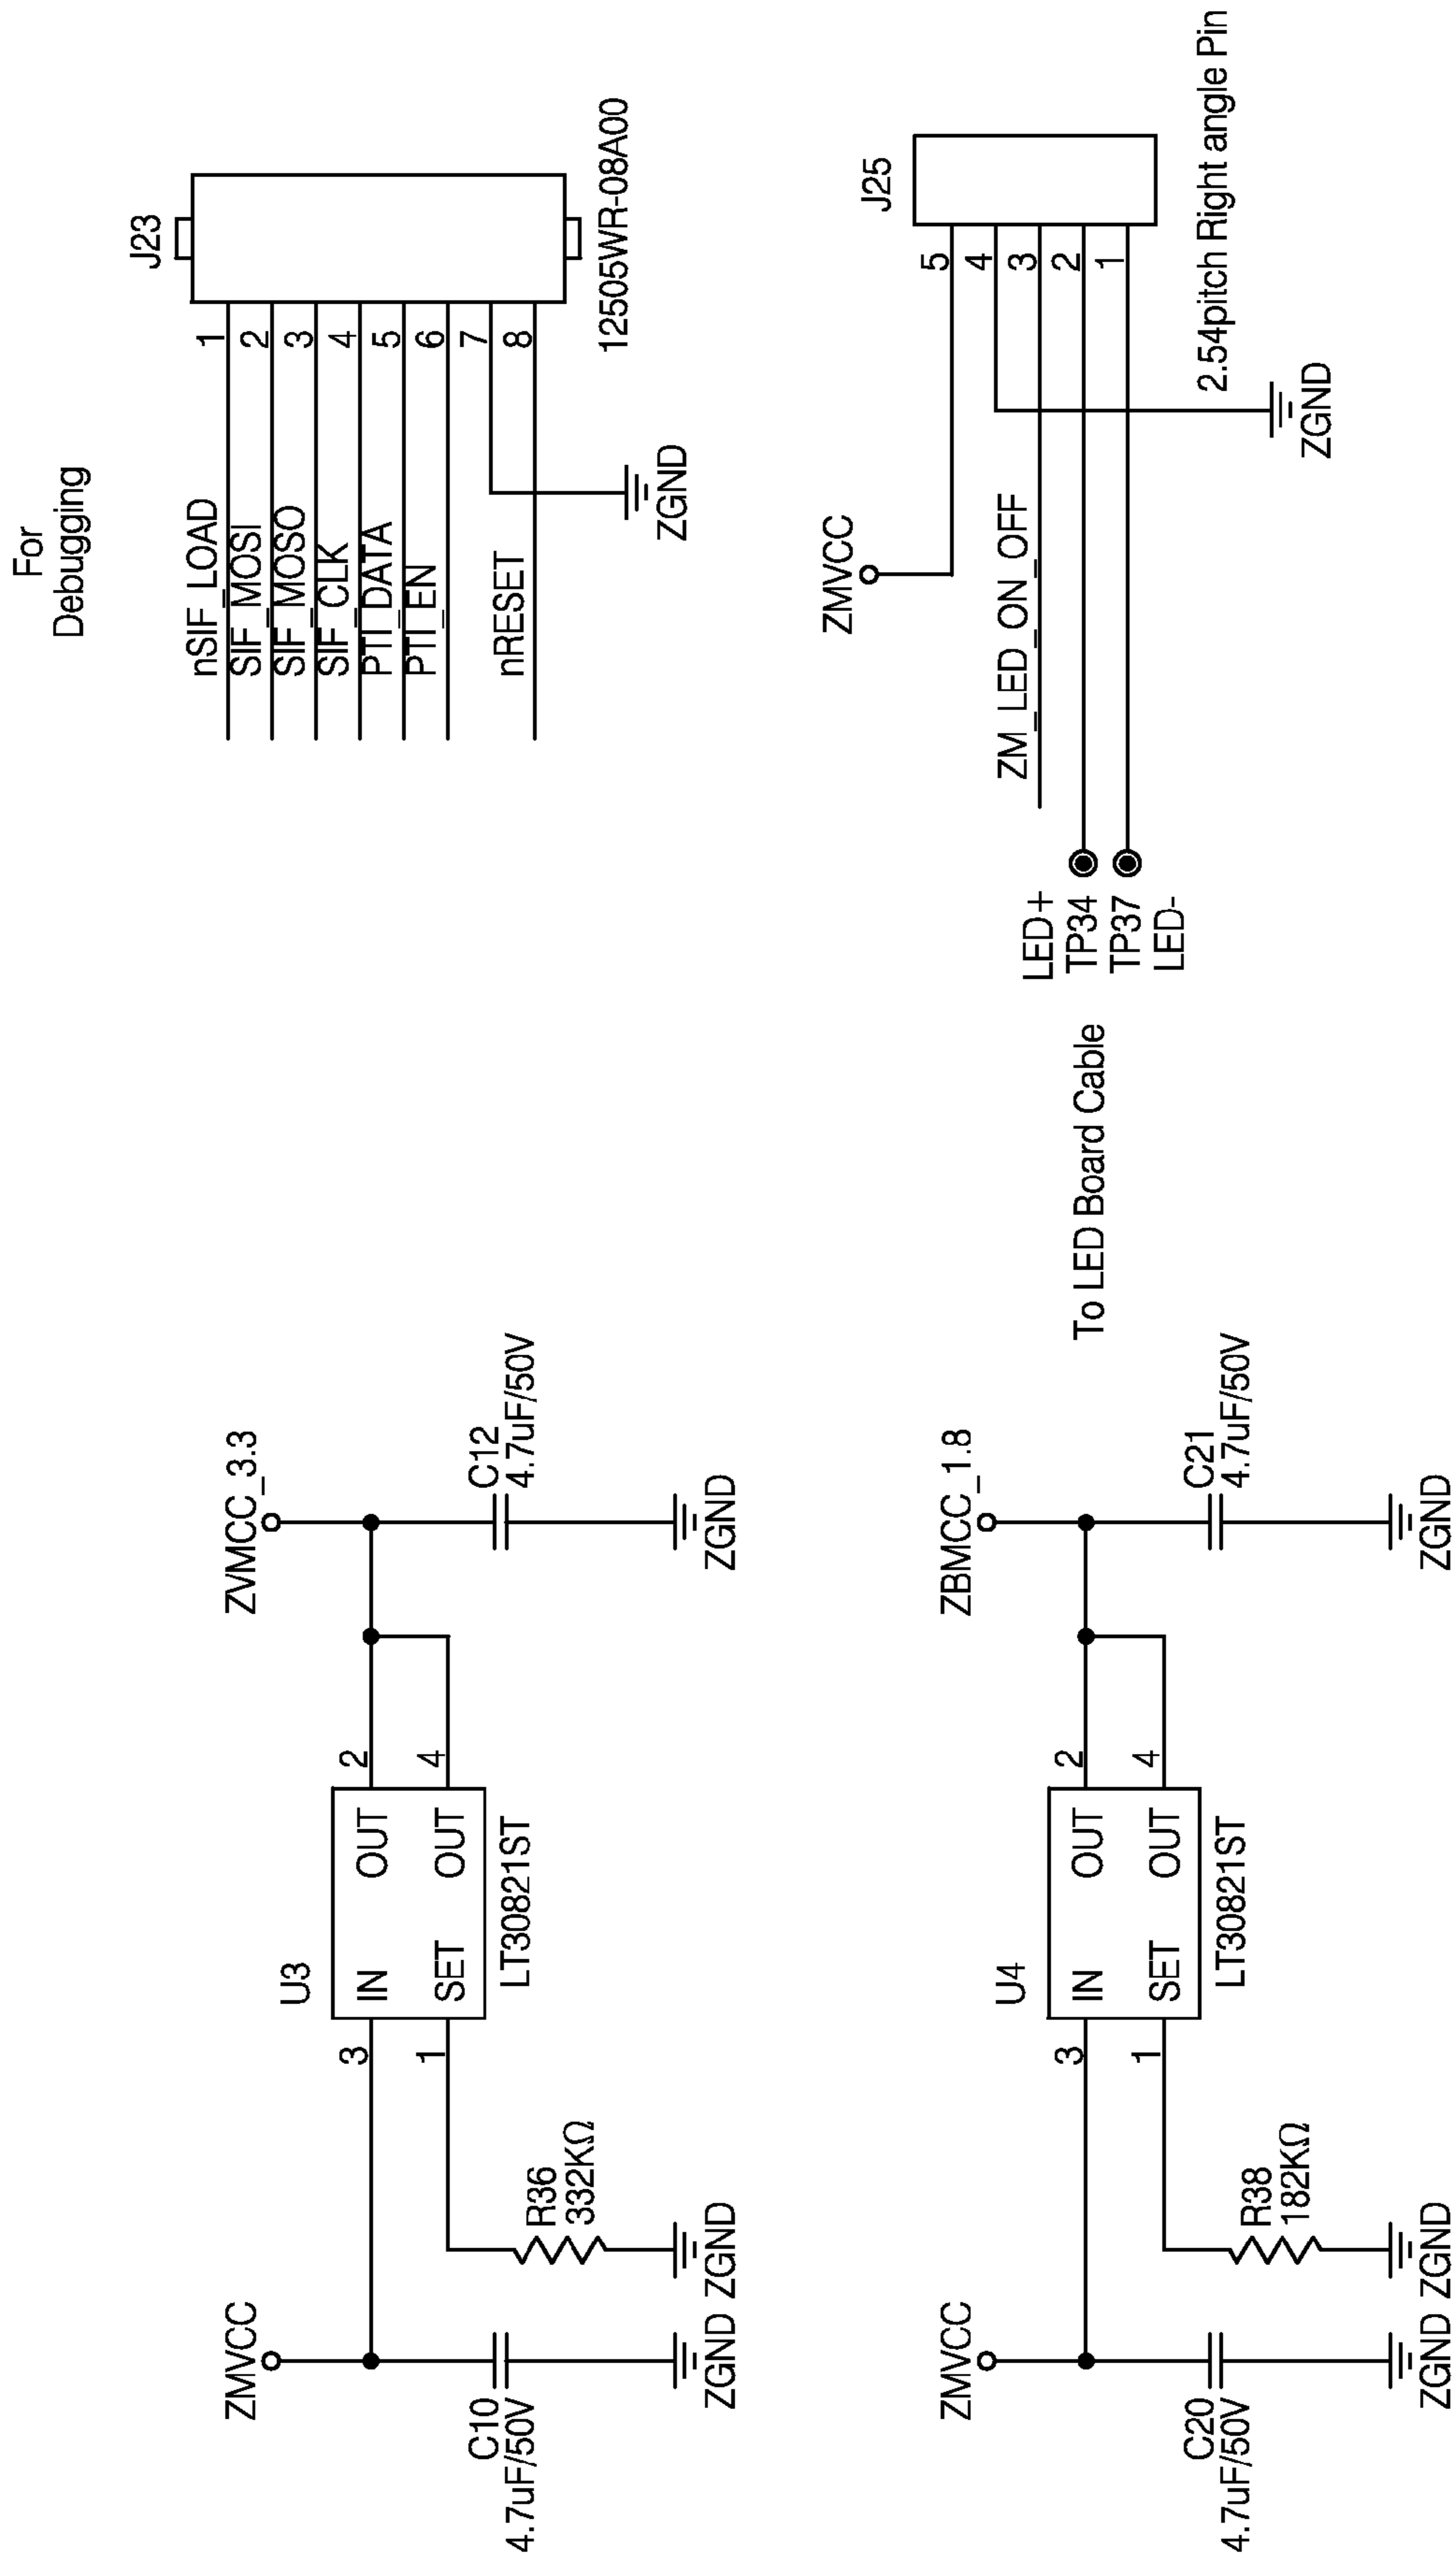 ZMVCC
C10
4.7uF/50V
ZGND
R36
332KΩ
ZGND
U3
3
IN
OUT
2
1
SET
OUT
4
LT30821ST
ZVMCC_3.3
C12
4.7uF/50V
ZGND
For
Debugging
J23
nSIF_LOAD
1
SIF_MOSI
2
SIF_MOSO
3
SIF_CLK
4
PTI_DATA
5
PTI_EN
6
7
nRESET
8
ZGND
12505WR-08A00
ZMVCC
C20
4.7uF/50V
ZGND
R38
182KΩ
ZGND
U4
3
IN
OUT
2
1
SET
OUT
4
LT30821ST
ZBMCC_1.8
C21
4.7uF/50V
ZGND
To LED Board Cable
ZMVCC
J25
5
4
ZM_LED_ON_OFF
3
LED+
TP34
2
TP37
1
LED-
ZGND
2.54pitch Right angle Pin